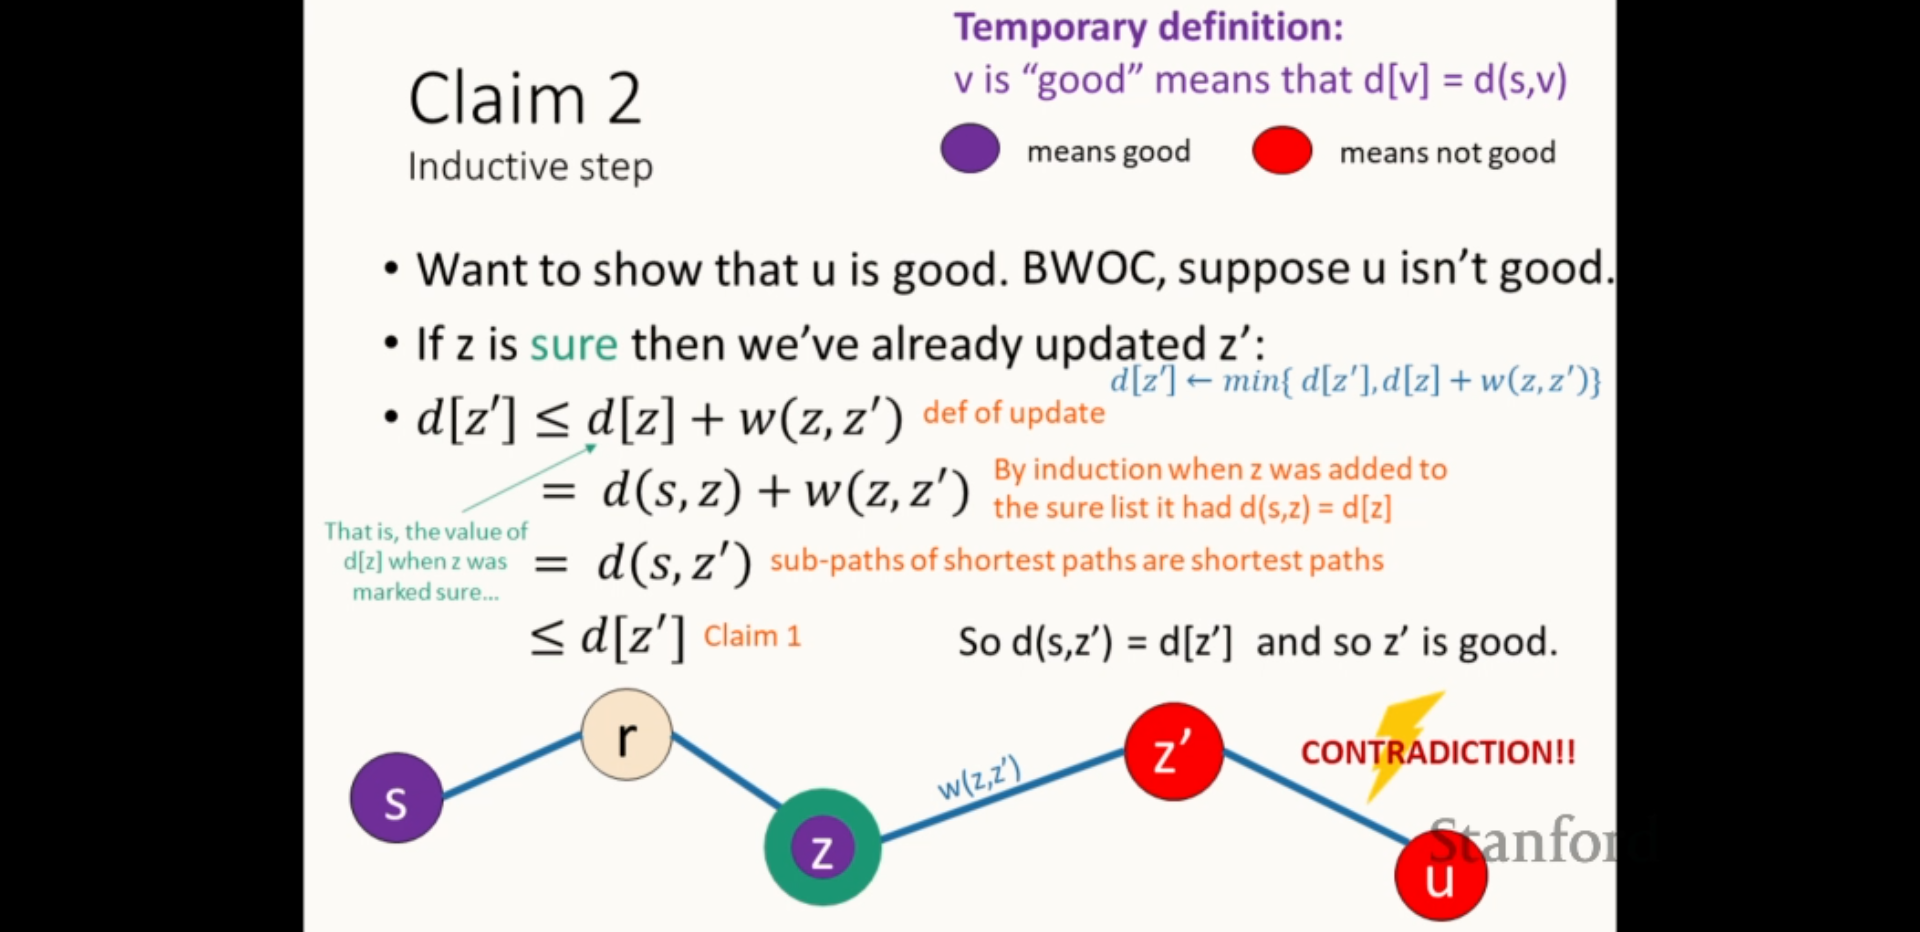 Temporary definition:
v is “good” means that d[v] = d(s,v)
Claim 2
Inductive step
means good
means not good
• Want to show that u is good. BWOC, suppose u isn’t good.
• If z is sure then we’ve already updated z’:
d[z′] ← min{ d[z′], d[z] + w(z, z′)}
• d[z′] ≤ d[z] + w(z, z′) def of update
= d(s, z) + w(z, z′)
By induction when z was added to
the sure list it had d(s,z) = d[z]
That is, the value of
d[z] when z was
marked sure...
= d(s, z′) sub-paths of shortest paths are shortest paths
≤ d[z′] Claim 1
So d(s,z’) = d[z’] and so z’ is good.
s
r
z
w(z,z’)
z’
CONTRADICTION!!
u
Stanford